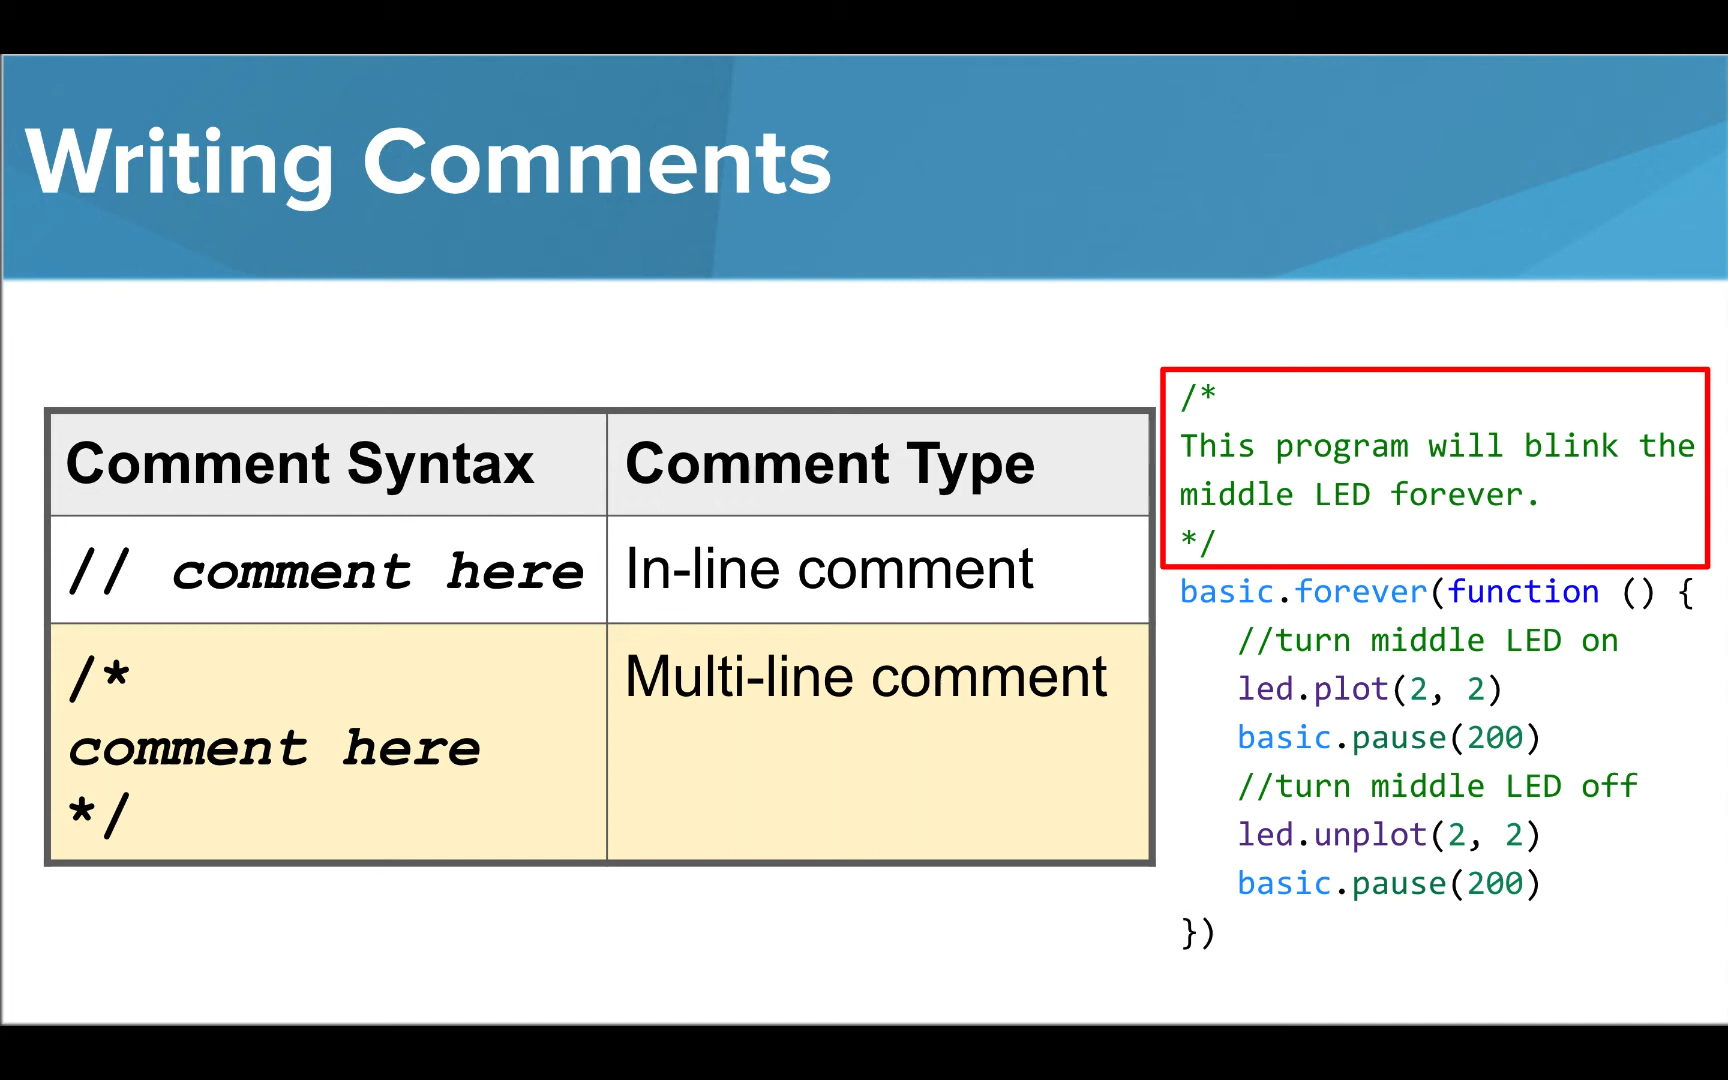 Writing Comments
Comment Syntax
Comment Type
// comment here
In-line comment
/*
comment here
*/
Multi-line comment
/*
This program will blink the
middle LED forever.
*/
basic.forever(function () {
//turn middle LED on
led.plot(2, 2)
basic.pause(200)
//turn middle LED off
led.unplot(2, 2)
basic.pause(200)
})